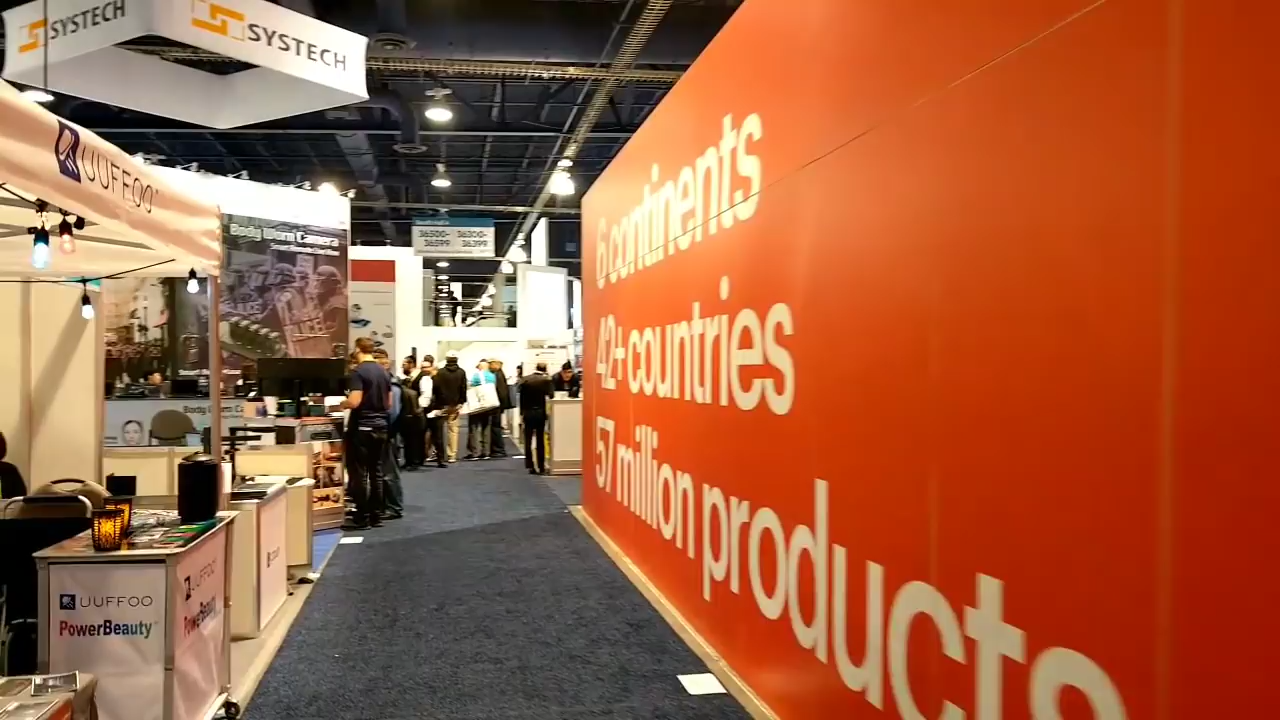 SYSTECH
SYSTECH
UUFFOO
Body Worn Camera
36500-
36599
36300-
36399
6 continents
42+ countries
57 million products
POLICE
UUFFOO
PowerBeauty
UUFFOO
PowerBeauty